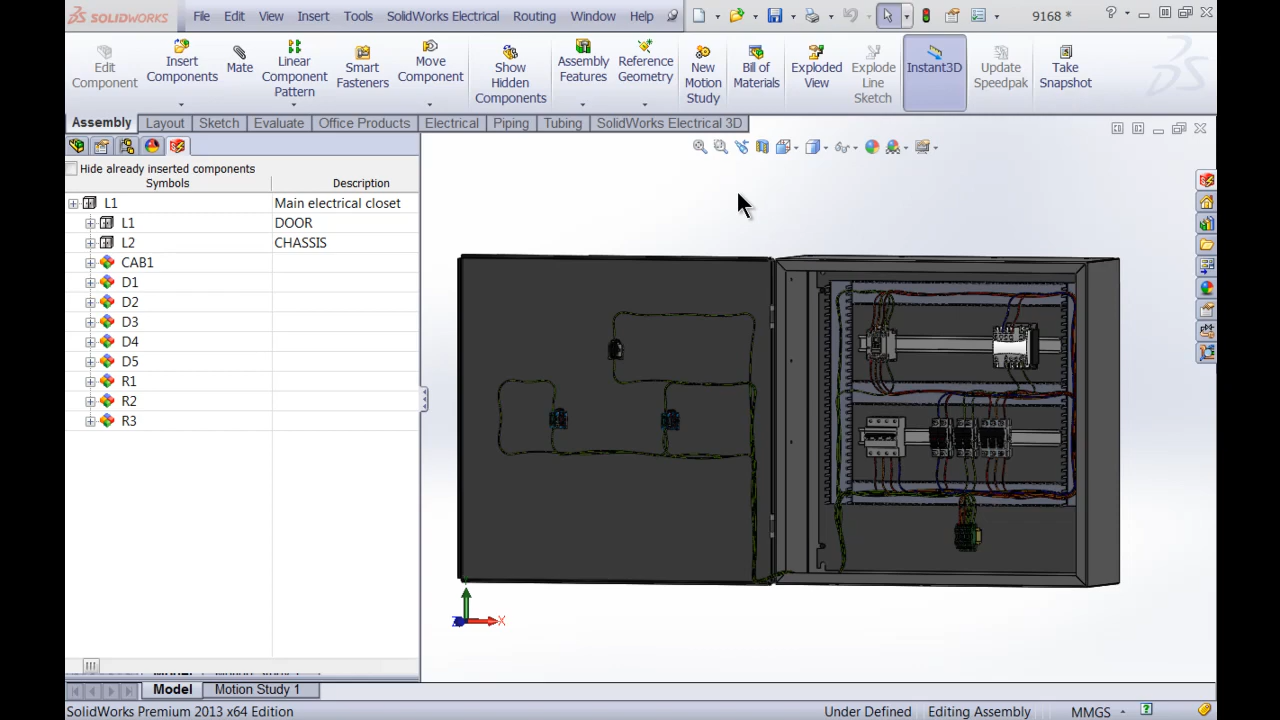 SOLIDWORKS File Edit View Insert Tools SolidWorks Electrical Routing Window Help 9168 *
Edit Component
Insert Components
Mate
Linear Component Pattern
Smart Fasteners
Move Component
Show Hidden Components
Assembly Features
Reference Geometry
New Motion Study
Bill of Materials
Exploded View
Explode Line Sketch
Instant3D
Update Speedpak
Take Snapshot
Assembly Layout Sketch Evaluate Office Products Electrical Piping Tubing SolidWorks Electrical 3D
Hide already inserted components
Symbols Description
L1 Main electrical closet
L1 DOOR
L2 CHASSIS
CAB1
D1
D2
D3
D4
D5
R1
R2
R3
X
Model Motion Study 1
SolidWorks Premium 2013 x64 Edition Under Defined Editing Assembly MMGS